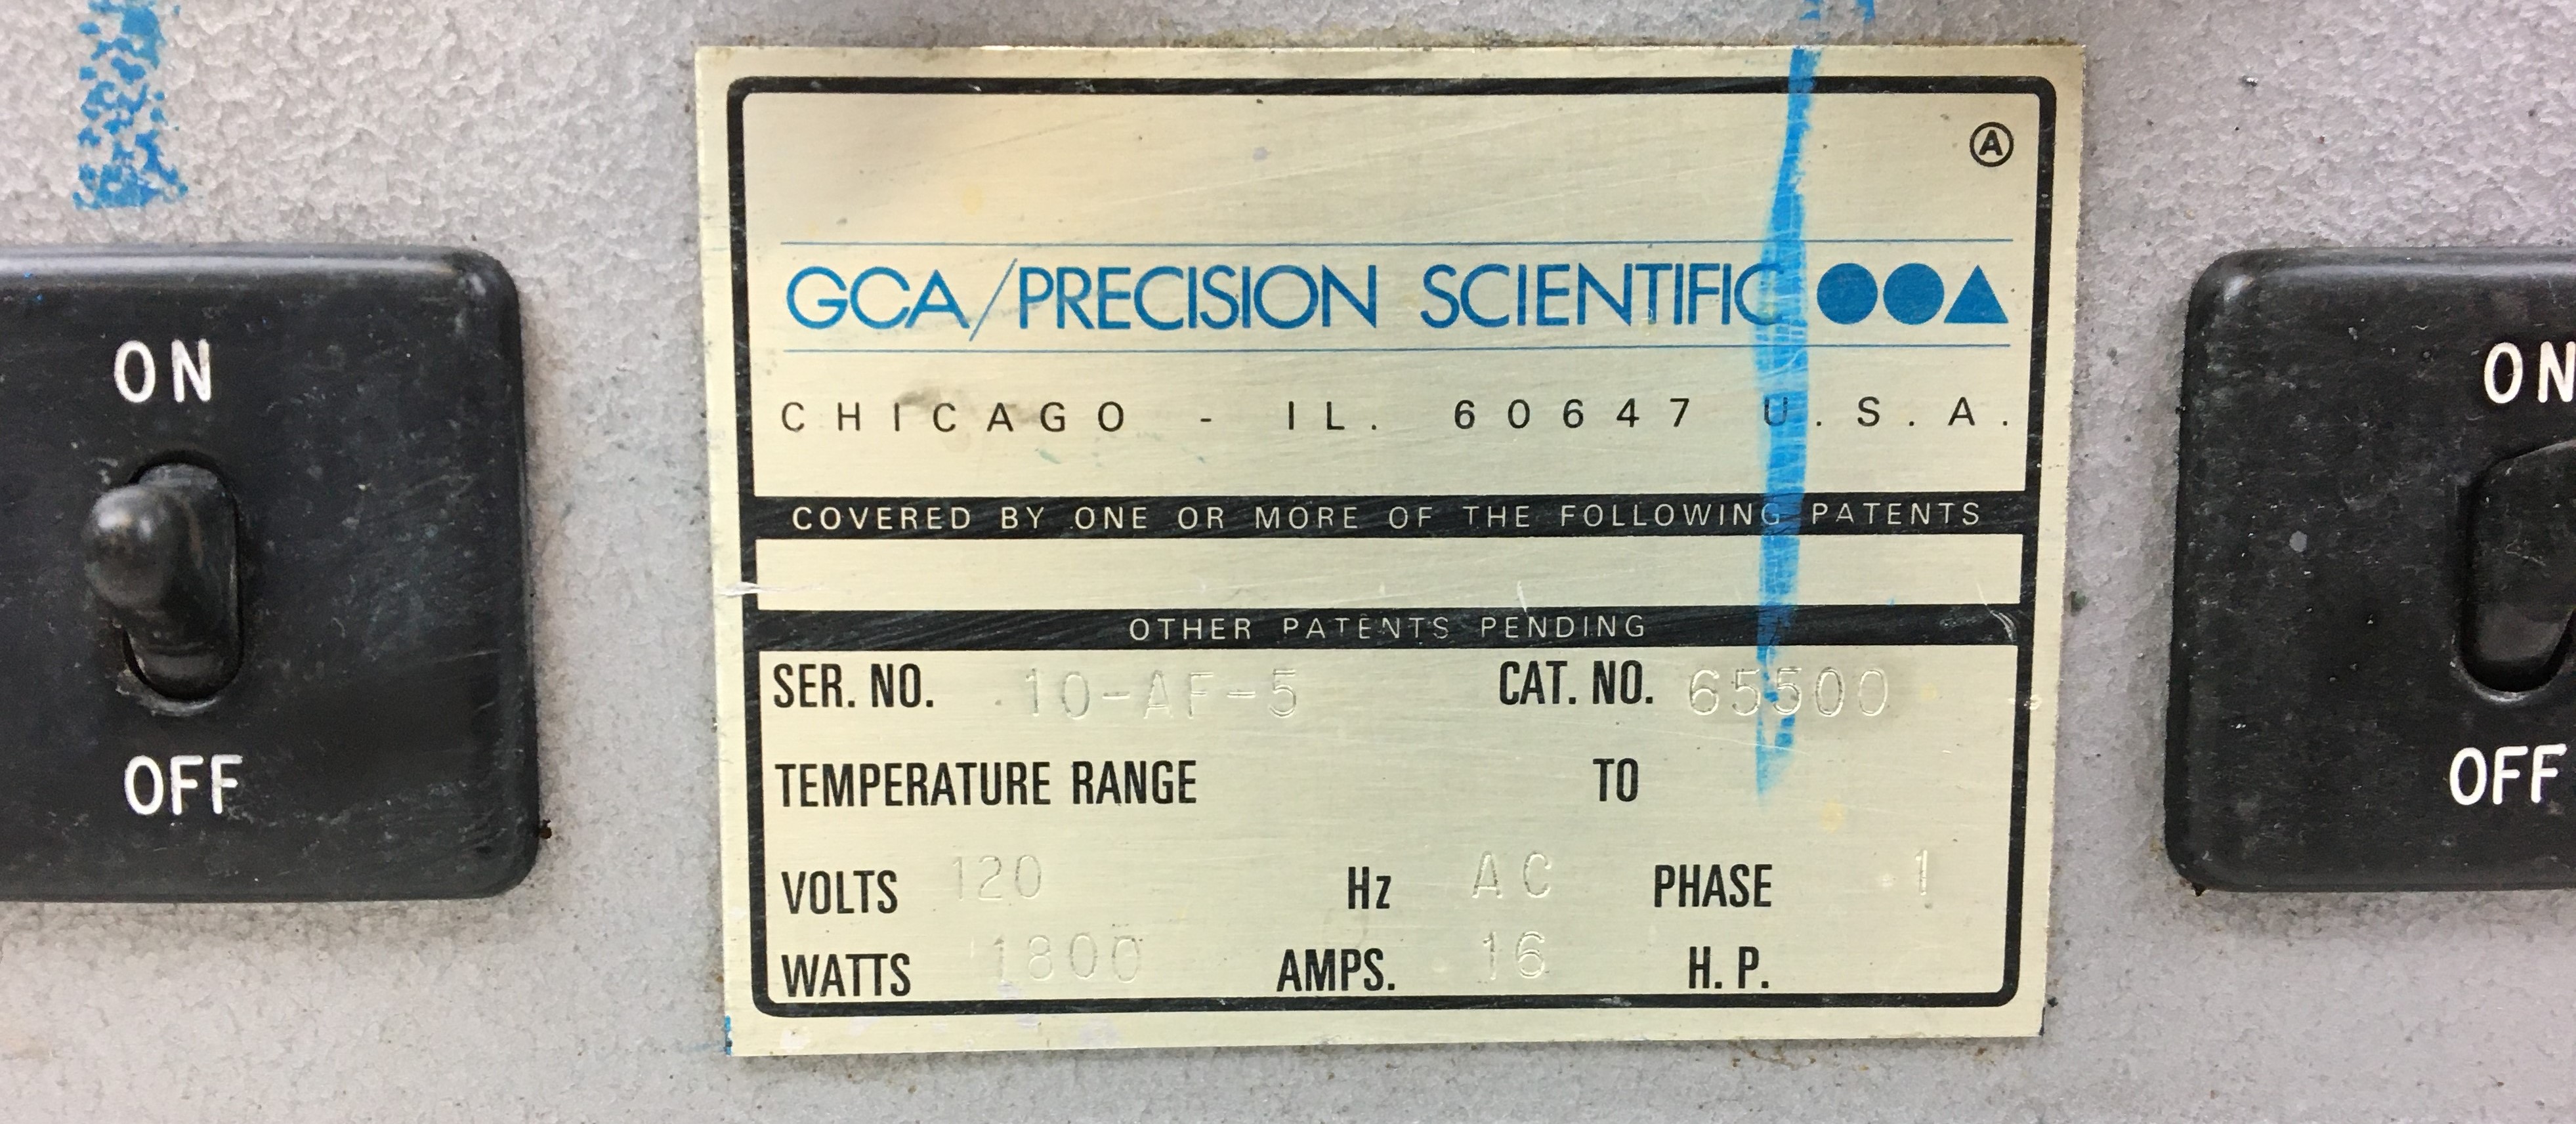 Ⓐ
GCA/PRECISION SCIENTIFIC
CHICAGO - IL. 60647 U.S.A.
COVERED BY ONE OR MORE OF THE FOLLOWING PATENTS
OTHER PATENTS PENDING
SER. NO. 10-AF-5 CAT. NO. 65500
TEMPERATURE RANGE TO
VOLTS 120 Hz AC PHASE 1
WATTS 1800 AMPS. 16 H. P.
ON
OFF
ON
OFF